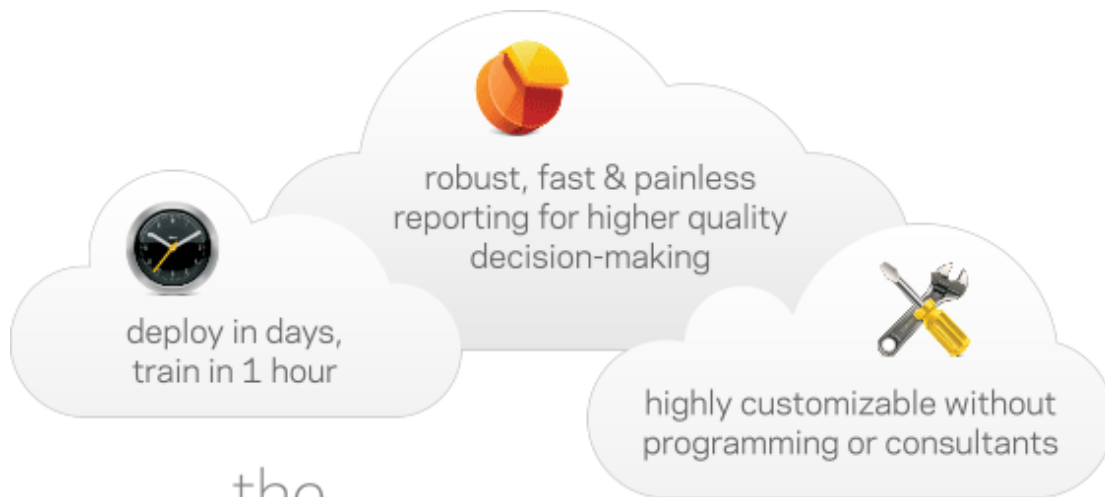 robust, fast & painless
reporting for higher quality
decision-making
deploy in days,
train in 1 hour
highly customizable without
programming or consultants
the